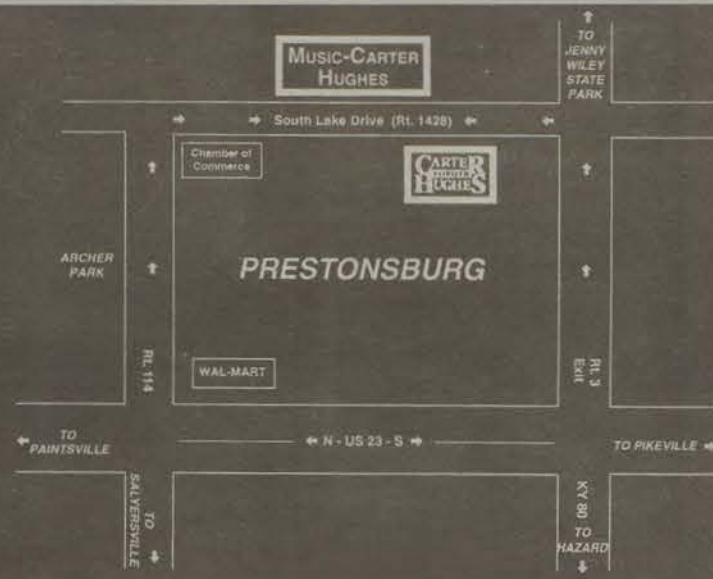 MUSIC-CARTER
HUGHES
TO
JENNY
WILEY
STATE
PARK
South Lake Drive (Rt. 1428)
Chamber of
Commerce
CARTER
HUGHES
ARCHER
PARK
PRESTONSBURG
Rt. 114
WAL-MART
Rt. 3
Exit
TO
PAINTSVILLE
N - US 23 - S
TO PIKEVILLE
TO
SALYERSVILLE
KY 80
TO
HAZARD